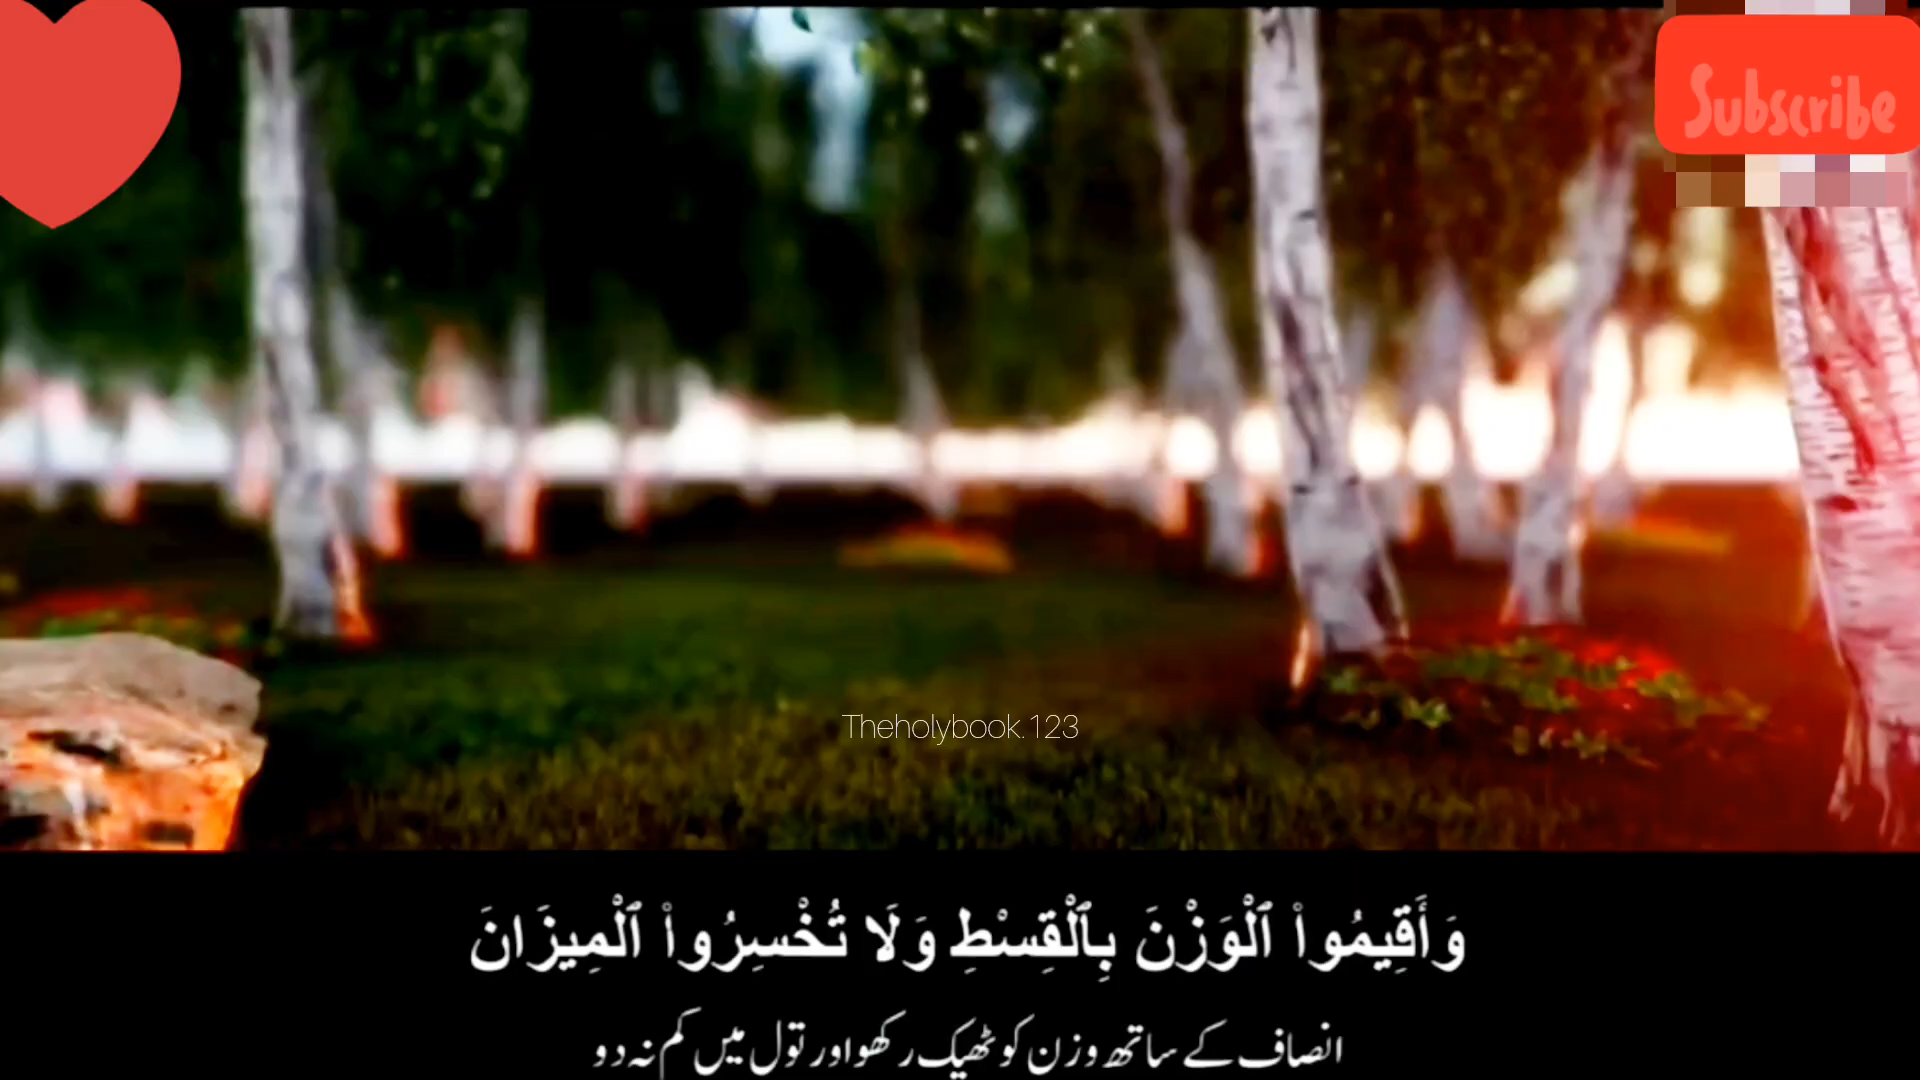 Subscribe
Theholybook.123
وَأَقِيمُوا۟ ٱلْوَزْنَ بِٱلْقِسْطِ وَلَا تُخْسِرُوا۟ ٱلْمِيزَانَ
انصاف کے ساتھ وزن کو ٹھیک رکھو اور تول میں کم نہ دو